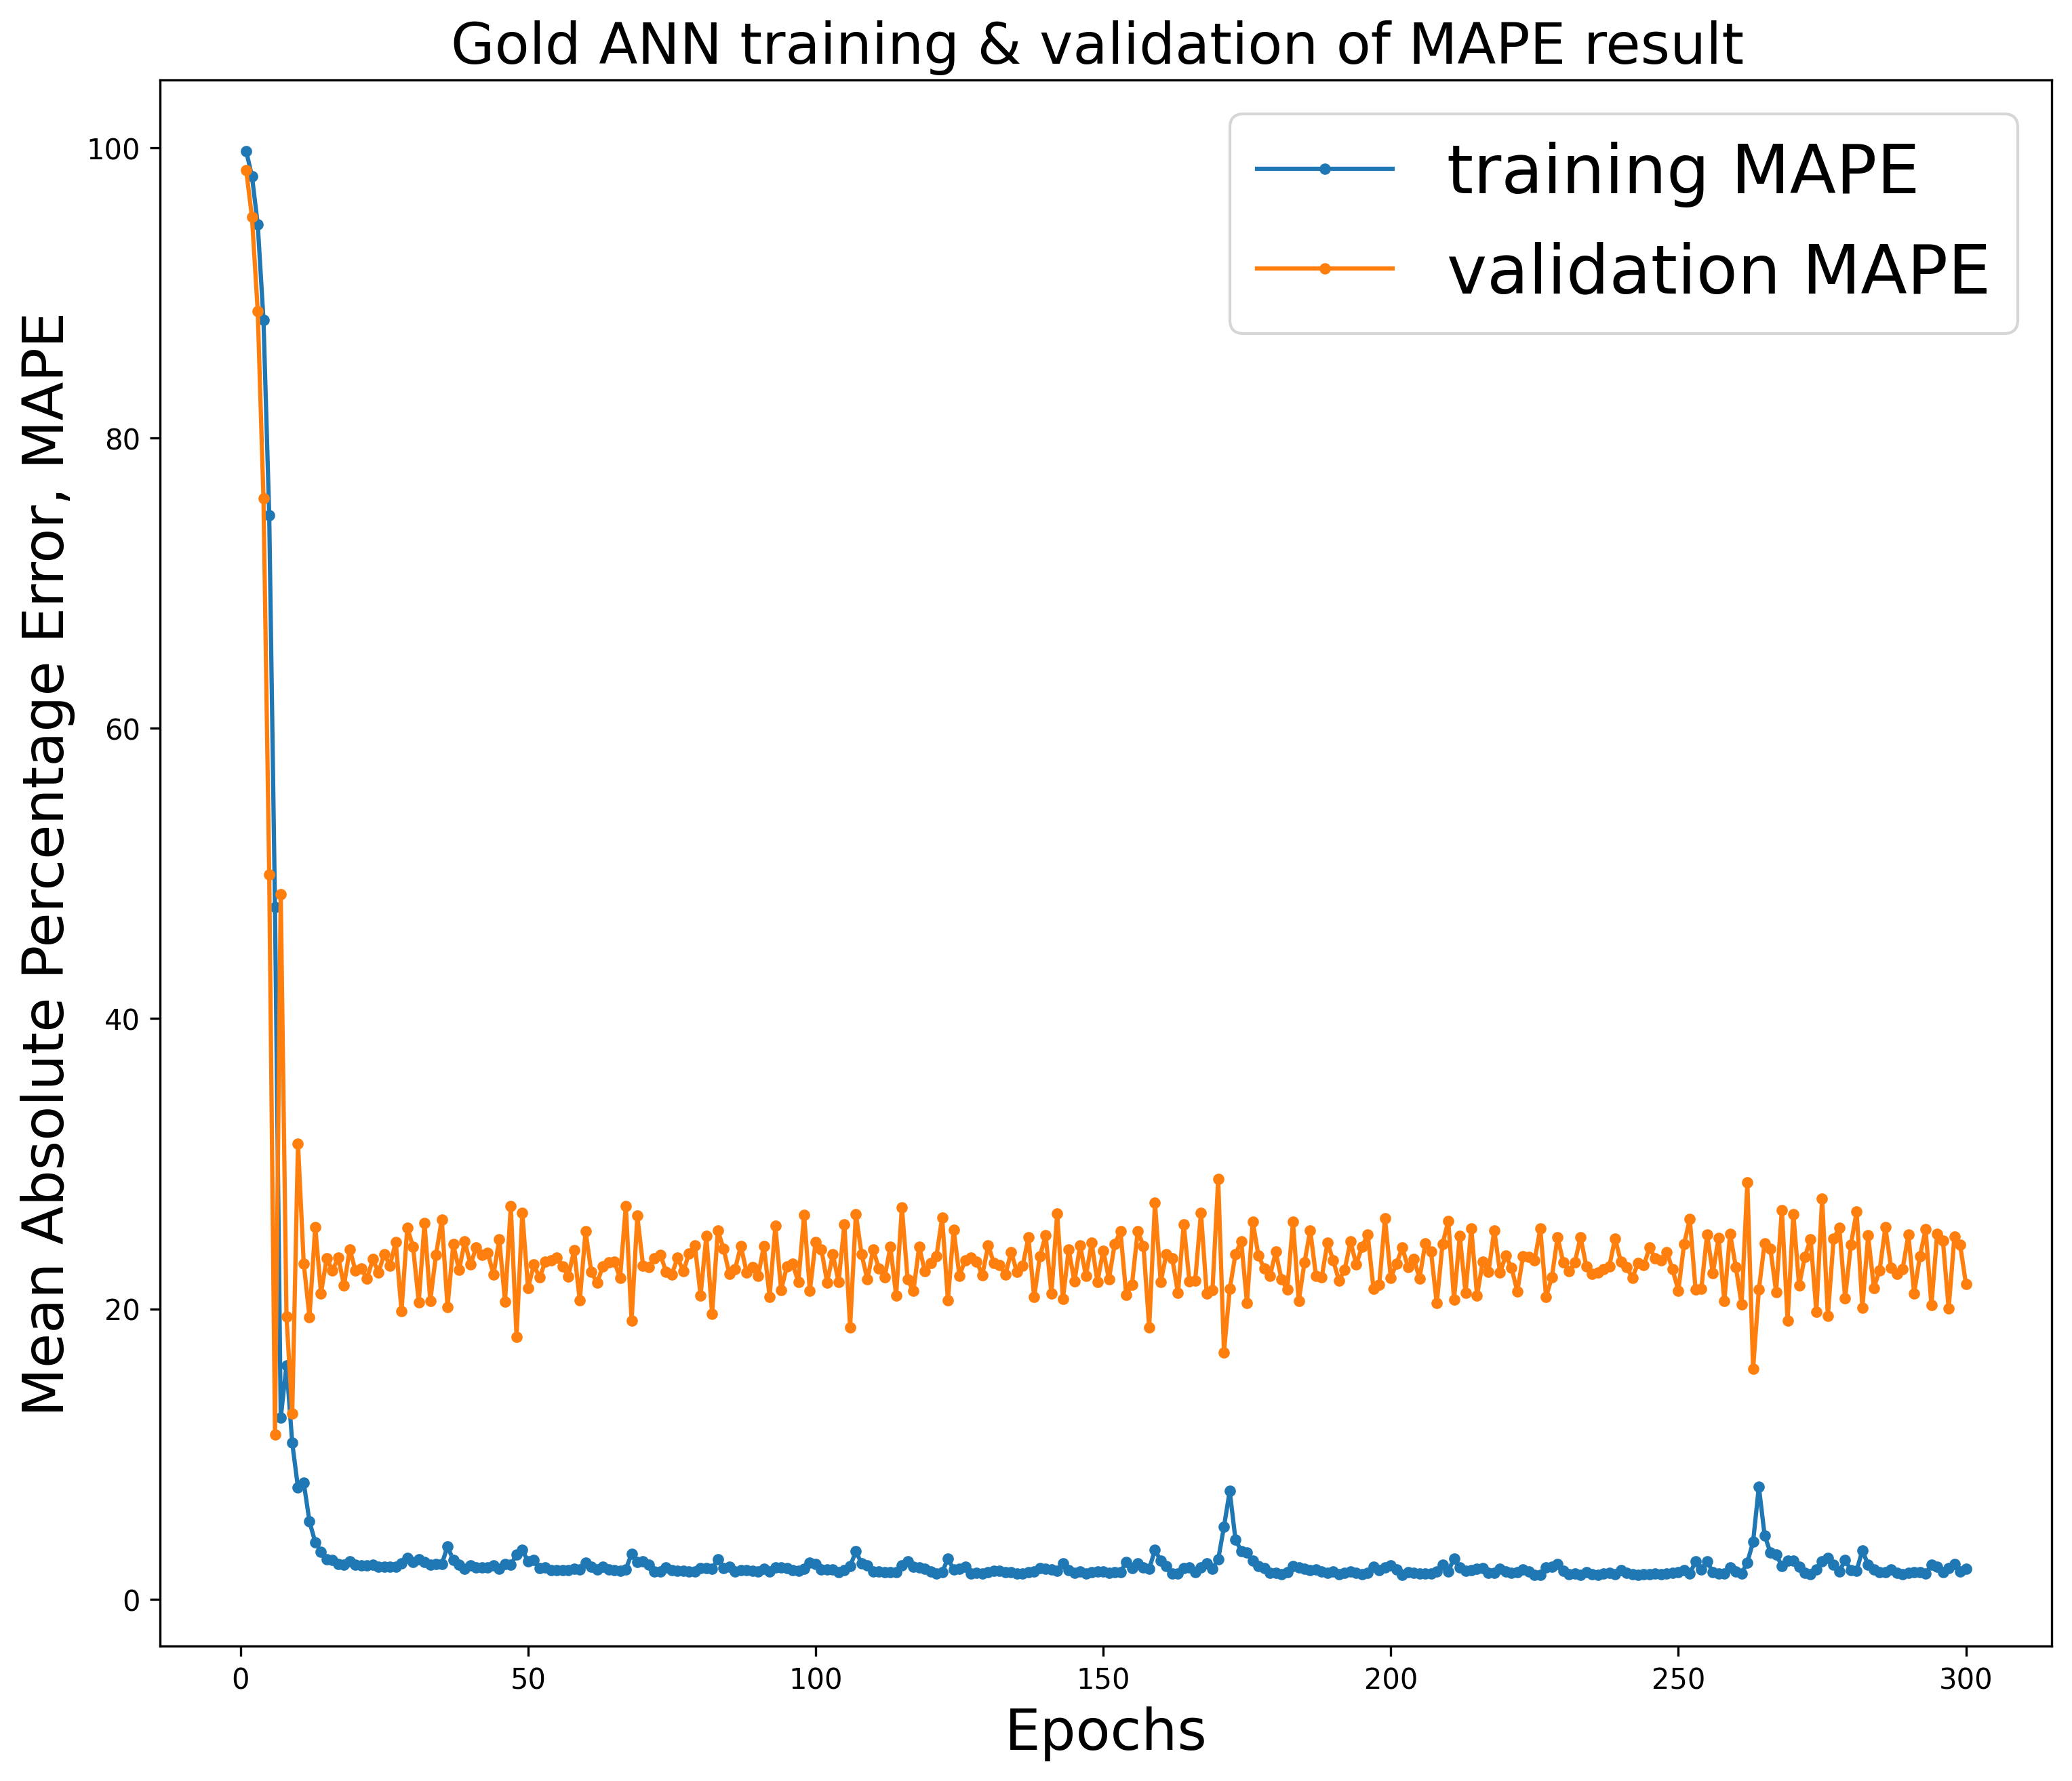 Gold ANN training & validation of MAPE result
training MAPE
validation MAPE
Mean Absolute Percentage Error, MAPE
100
80
60
40
20
0
0 50 100 150 200 250 300
Epochs